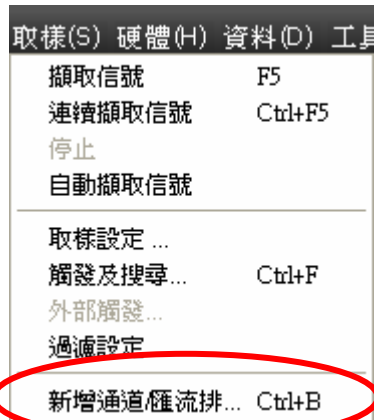 取樣(S) 硬體(H) 資料(D) 工具
擷取信號 F5
連續擷取信號 Ctrl+F5
停止
自動擷取信號
取樣設定 ...
觸發及搜尋... Ctrl+F
外部觸發...
過濾設定
新增通道/匯流排... Ctrl+B